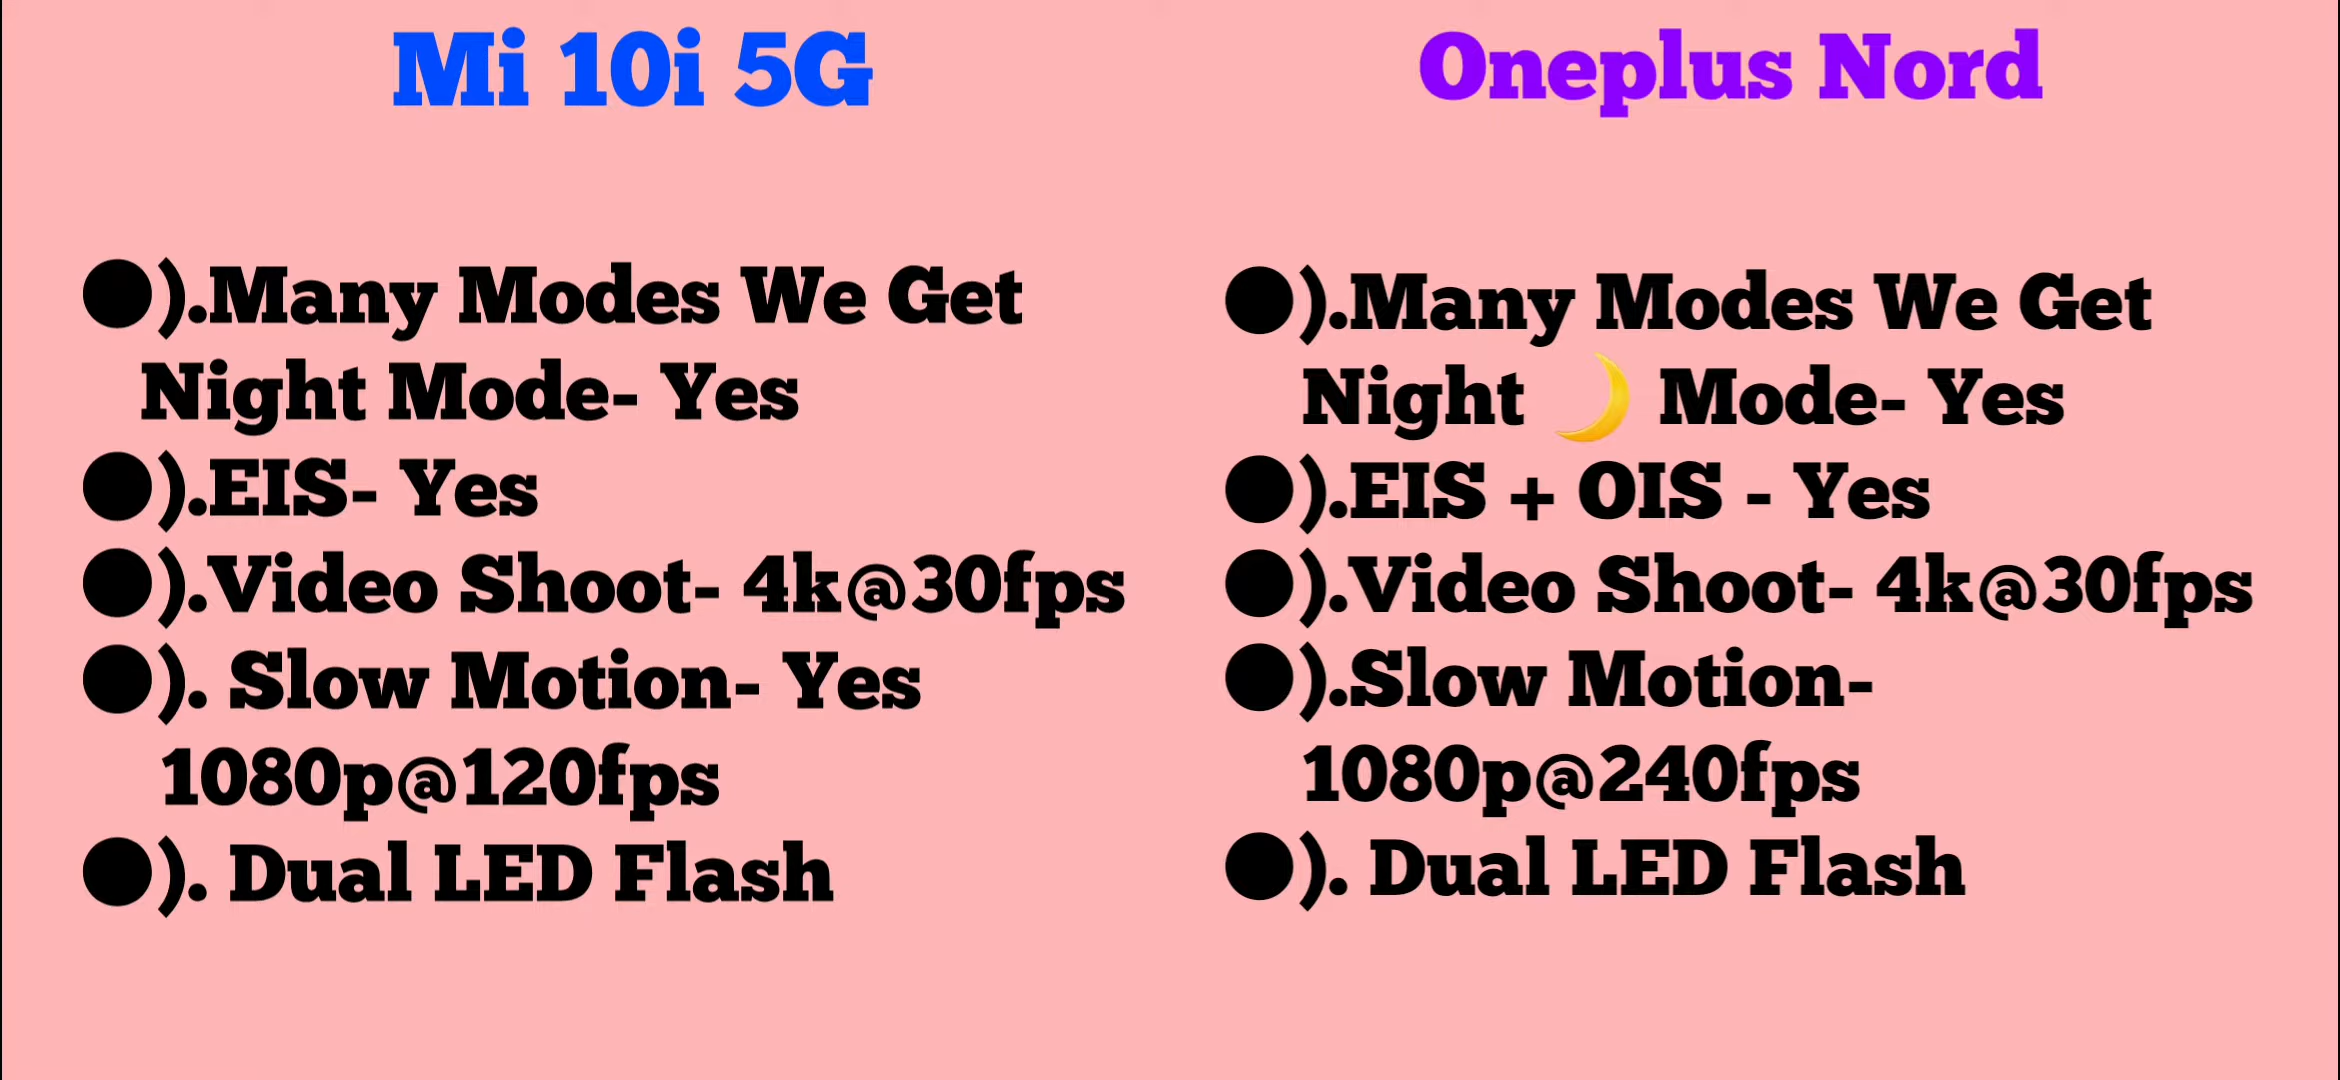 Mi 10i 5G
●).Many Modes We Get
Night Mode- Yes
●).EIS- Yes
●).Video Shoot- 4k@30fps
●). Slow Motion- Yes
1080p@120fps
●). Dual LED Flash
Oneplus Nord
●).Many Modes We Get
Night 🌙 Mode- Yes
●).EIS + OIS - Yes
●).Video Shoot- 4k@30fps
●).Slow Motion-
1080p@240fps
●). Dual LED Flash